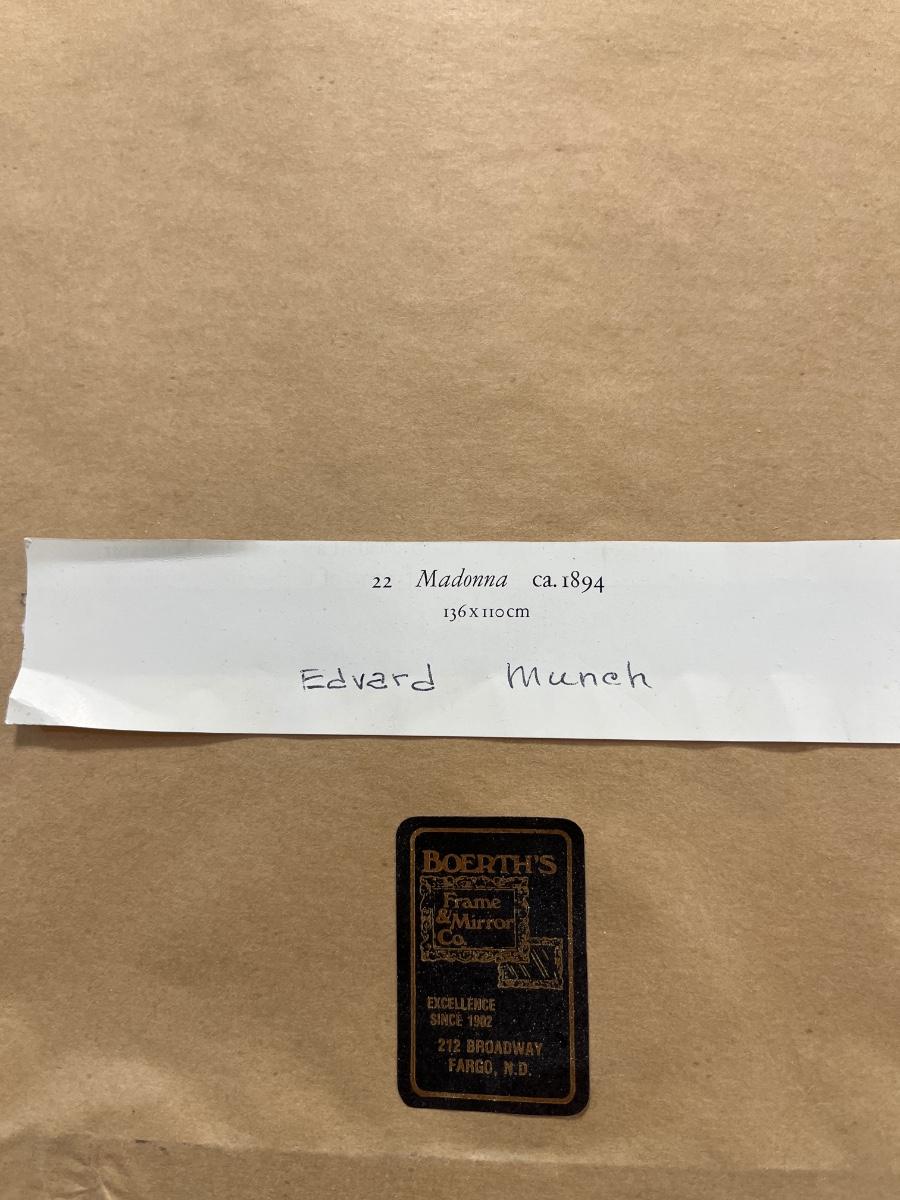 22 Madonna ca. 1894
136 x 110 cm
Edvard Munch
BOERTH'S
Frame
& Mirror
Co.
EXCELLENCE
SINCE 1902
212 BROADWAY
FARGO, N.D.